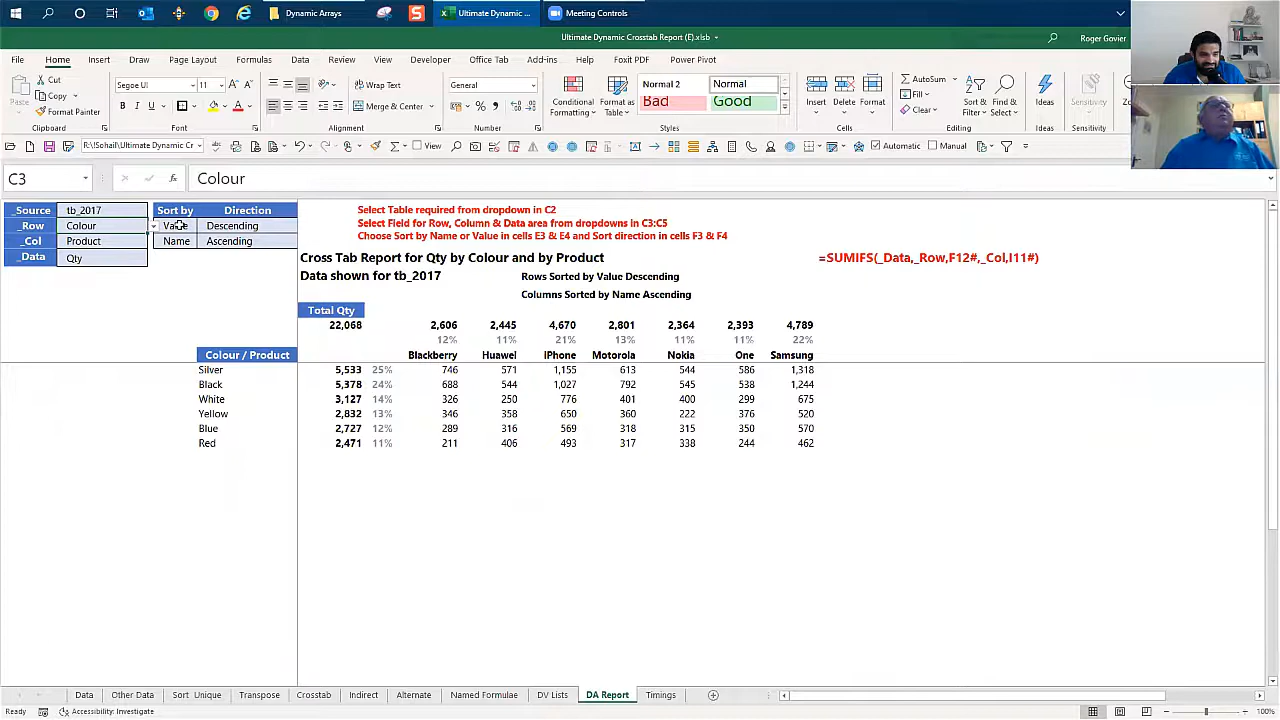 Dynamic Arrays
Ultimate Dynamic ...
Meeting Controls
Ultimate Dynamic Crosstab Report (E).xlsb
Roger Govier
File Home Insert Draw Page Layout Formulas Data Review View Developer Office Tab Add-ins Help Foxit PDF Power Pivot
Cut
Copy
Format Painter
Paste
Clipboard
Segoe UI 11
B I U
Font
Wrap Text
Merge & Center
Alignment
General
Number
Conditional Formatting
Format as Table
Normal 2 Normal
Bad Good
Styles
Insert Delete Format
Cells
AutoSum
Fill
Clear
Sort & Filter
Find & Select
Editing
Ideas
Ideas
Sensitivity
Sensitivity
R:\Sohail\Ultimate Dynamic Cr
View
Automatic
Manual
C3
fx
Colour
_Source tb_2017 Sort by Direction
_Row Colour Value Descending
_Col Product Name Ascending
_Data Qty
Select Table required from dropdown in C2
Select Field for Row, Column & Data area from dropdowns in C3:C5
Choose Sort by Name or Value in cells E3 & E4 and Sort direction in cells F3 & F4
Cross Tab Report for Qty by Colour and by Product
=SUMIFS(_Data,_Row,F12#,_Col,I11#)
Data shown for tb_2017
Rows Sorted by Value Descending
Columns Sorted by Name Ascending
Total Qty
22,068 2,606 2,445 4,670 2,801 2,364 2,393 4,789
12% 11% 21% 13% 11% 11% 22%
Colour / Product Blackberry Huawei iPhone Motorola Nokia One Samsung
Silver 5,533 25% 746 571 1,155 613 544 586 1,318
Black 5,378 24% 688 544 1,027 792 545 538 1,244
White 3,127 14% 326 250 776 401 400 299 675
Yellow 2,832 13% 346 358 650 360 222 376 520
Blue 2,727 12% 289 316 569 318 315 350 570
Red 2,471 11% 211 406 493 317 338 244 462
Data Other Data Sort Unique Transpose Crosstab Indirect Alternate Named Formulae DV Lists DA Report Timings
Ready
Accessibility: Investigate
100%